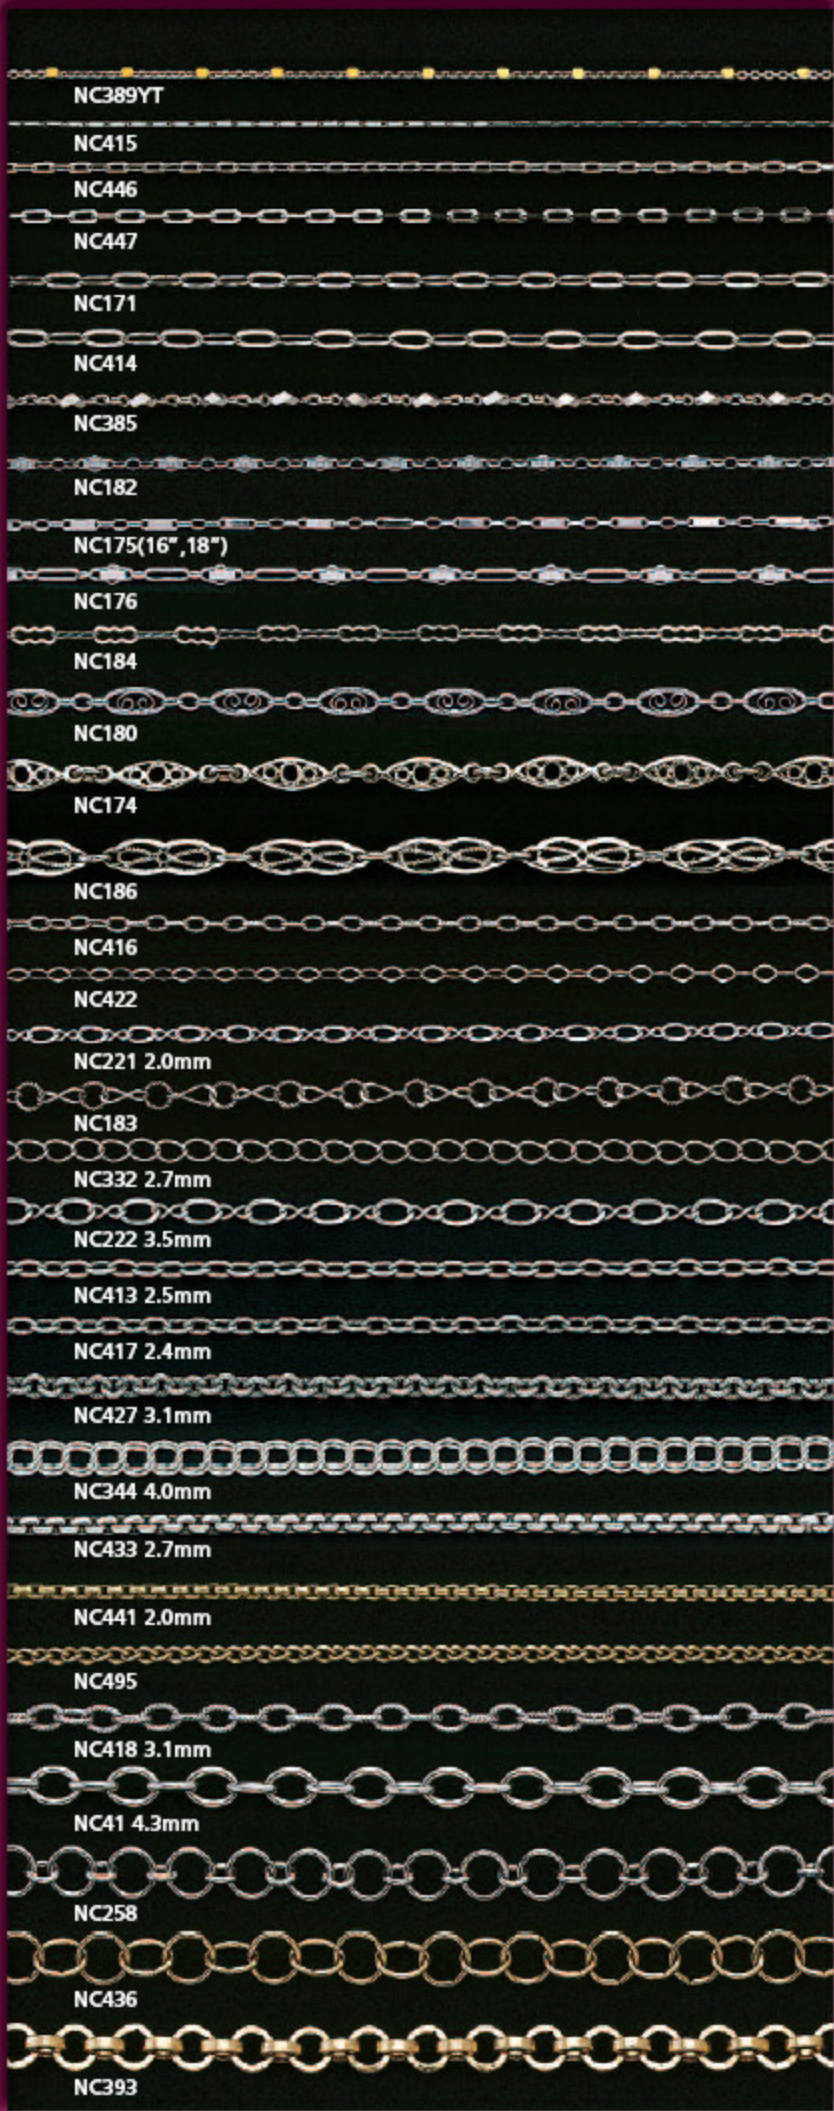 NC389YT
NC415
NC446
NC447
NC171
NC414
NC385
NC182
NC175(16”,18”)
NC176
NC184
NC180
NC174
NC186
NC416
NC422
NC221 2.0mm
NC183
NC332 2.7mm
NC222 3.5mm
NC413 2.5mm
NC417 2.4mm
NC427 3.1mm
NC344 4.0mm
NC433 2.7mm
NC441 2.0mm
NC495
NC418 3.1mm
NC41 4.3mm
NC258
NC436
NC393